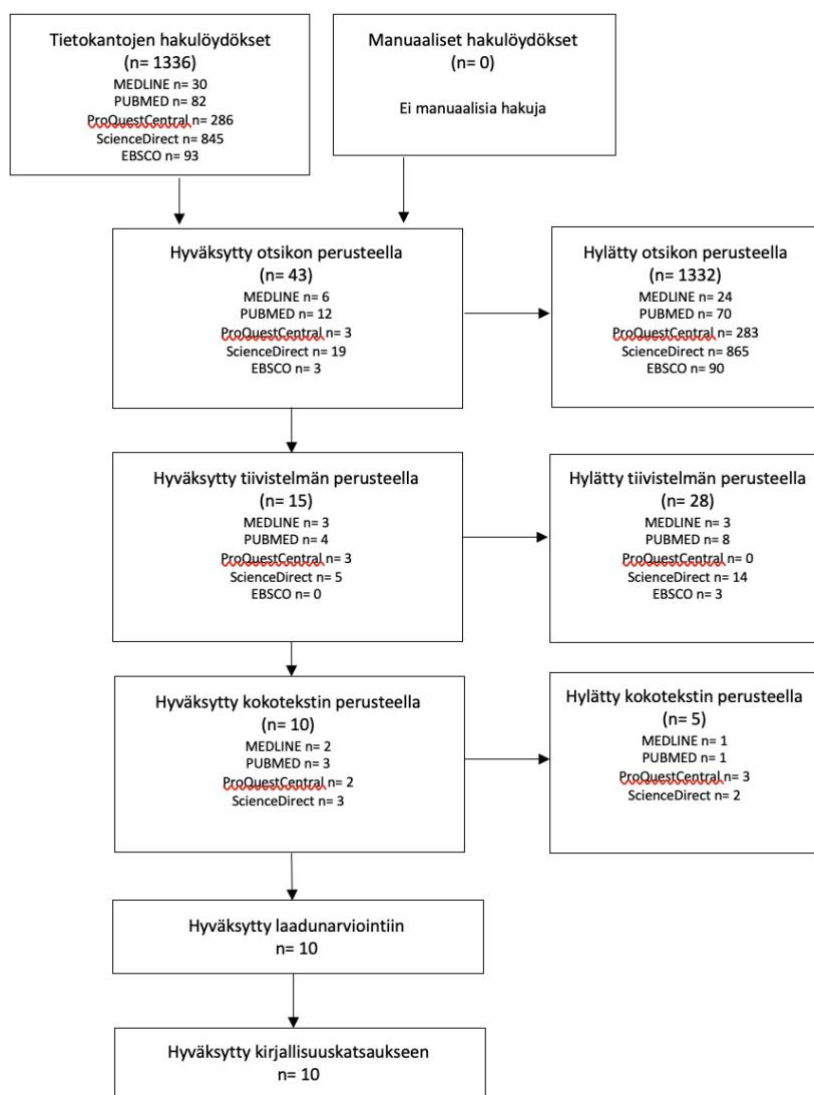 Tietokantojen hakulöydökset
(n= 1336)
MEDLINE n= 30
PUBMED n= 82
ProQuestCentral n= 286
ScienceDirect n= 845
EBSCO n= 93
Manuaaliset hakulöydökset
(n= 0)
Ei manuaalisia hakuja
Hyväksytty otsikon perusteella
(n= 43)
MEDLINE n= 6
PUBMED n= 12
ProQuestCentral n= 3
ScienceDirect n= 19
EBSCO n= 3
Hylätty otsikon perusteella
(n= 1332)
MEDLINE n= 24
PUBMED n= 70
ProQuestCentral n= 283
ScienceDirect n= 865
EBSCO n= 90
Hyväksytty tiivistelmän perusteella
(n= 15)
MEDLINE n= 3
PUBMED n= 4
ProQuestCentral n= 3
ScienceDirect n= 5
EBSCO n= 0
Hylätty tiivistelmän perusteella
(n= 28)
MEDLINE n= 3
PUBMED n= 8
ProQuestCentral n= 0
ScienceDirect n= 14
EBSCO n= 3
Hyväksytty kokotekstin perusteella
(n= 10)
MEDLINE n= 2
PUBMED n= 3
ProQuestCentral n= 2
ScienceDirect n= 3
Hylätty kokotekstin perusteella
(n= 5)
MEDLINE n= 1
PUBMED n= 1
ProQuestCentral n= 3
ScienceDirect n= 2
Hyväksytty laadunarviointiin
n= 10
Hyväksytty kirjallisuuskatsaukseen
n= 10